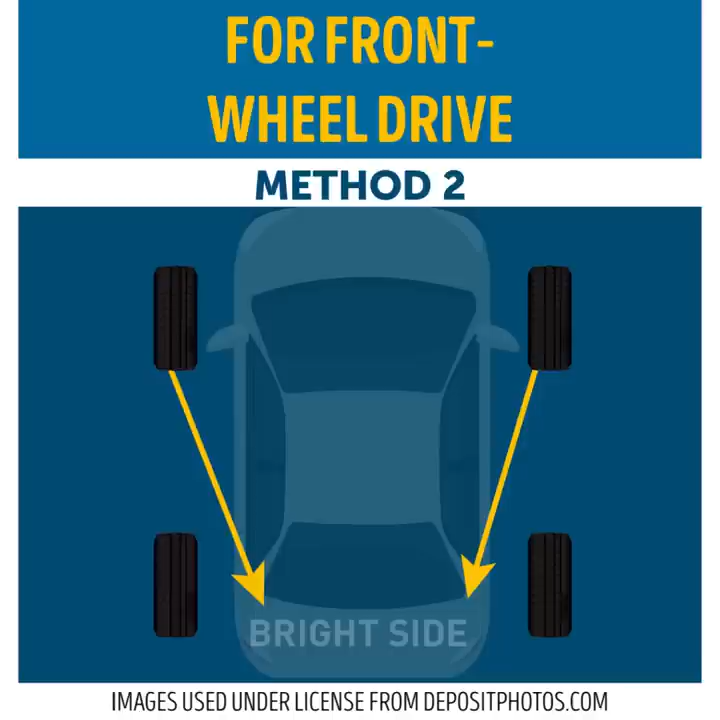 FOR FRONT-
WHEEL DRIVE
METHOD 2
BRIGHT SIDE
IMAGES USED UNDER LICENSE FROM DEPOSITPHOTOS.COM